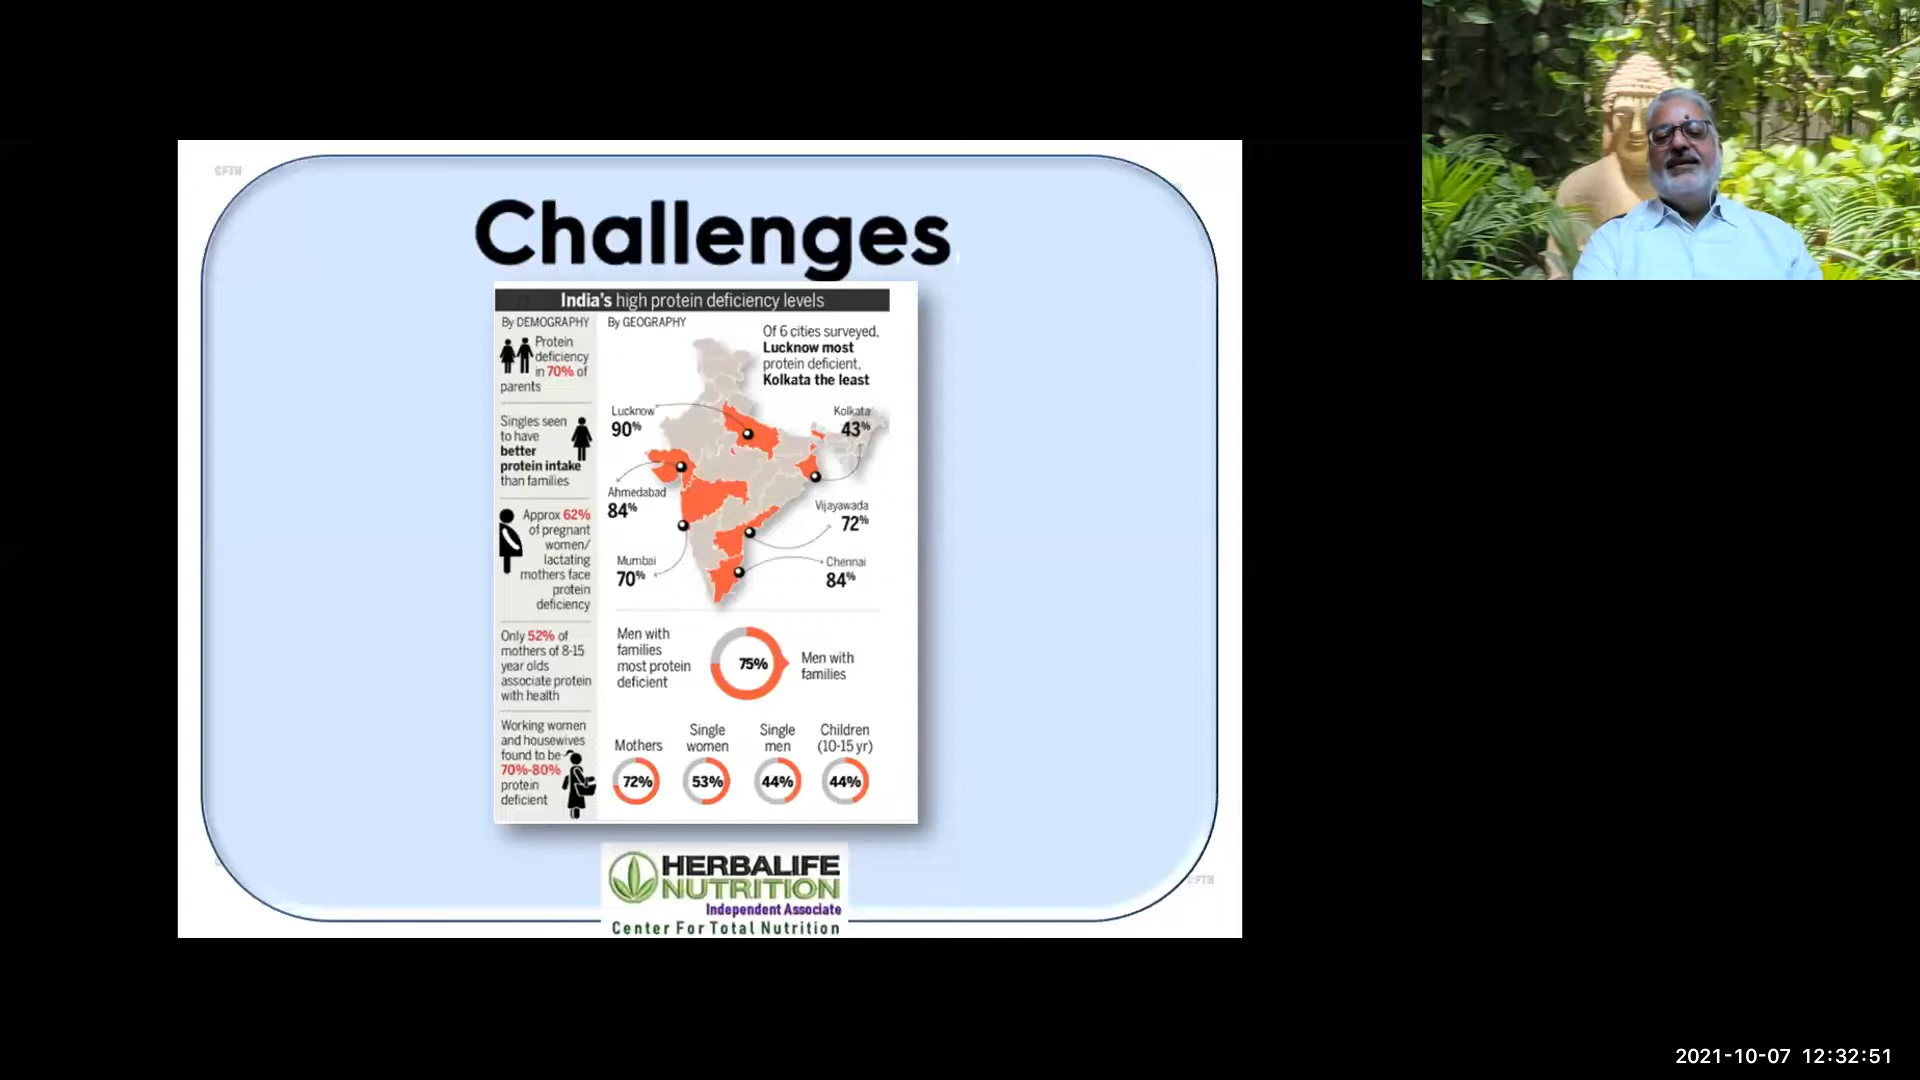 CFTN
Challenges
India's high protein deficiency levels
By DEMOGRAPHY
Protein
deficiency
in 70% of
parents
Singles seen
to have
better
protein intake
than families
Approx 62%
of pregnant
women/
lactating
mothers face
protein
deficiency
Only 52% of
mothers of 8-15
year olds
associate protein
with health
Working women
and housewives
found to be
70%-80%
protein
deficient
By GEOGRAPHY
Of 6 cities surveyed,
Lucknow most
protein deficient,
Kolkata the least
Lucknow
90%
Kolkata
43%
Ahmedabad
84%
Vijayawada
72%
Mumbai
70%
Chennai
84%
Men with
families
most protein
deficient
75%
Men with
families
Mothers
72%
Single
women
53%
Single
men
44%
Children
(10-15 yr)
44%
HERBALIFE
NUTRITION
Independent Associate
Center For Total Nutrition
CFTN
2021-10-07 12:32:51